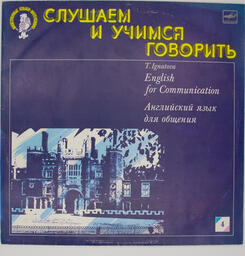 СЛУШАЕМ
И УЧИМСЯ
ГОВОРИТЬ
T. Ignatova
English
for Communication
Английский язык
для общения
4